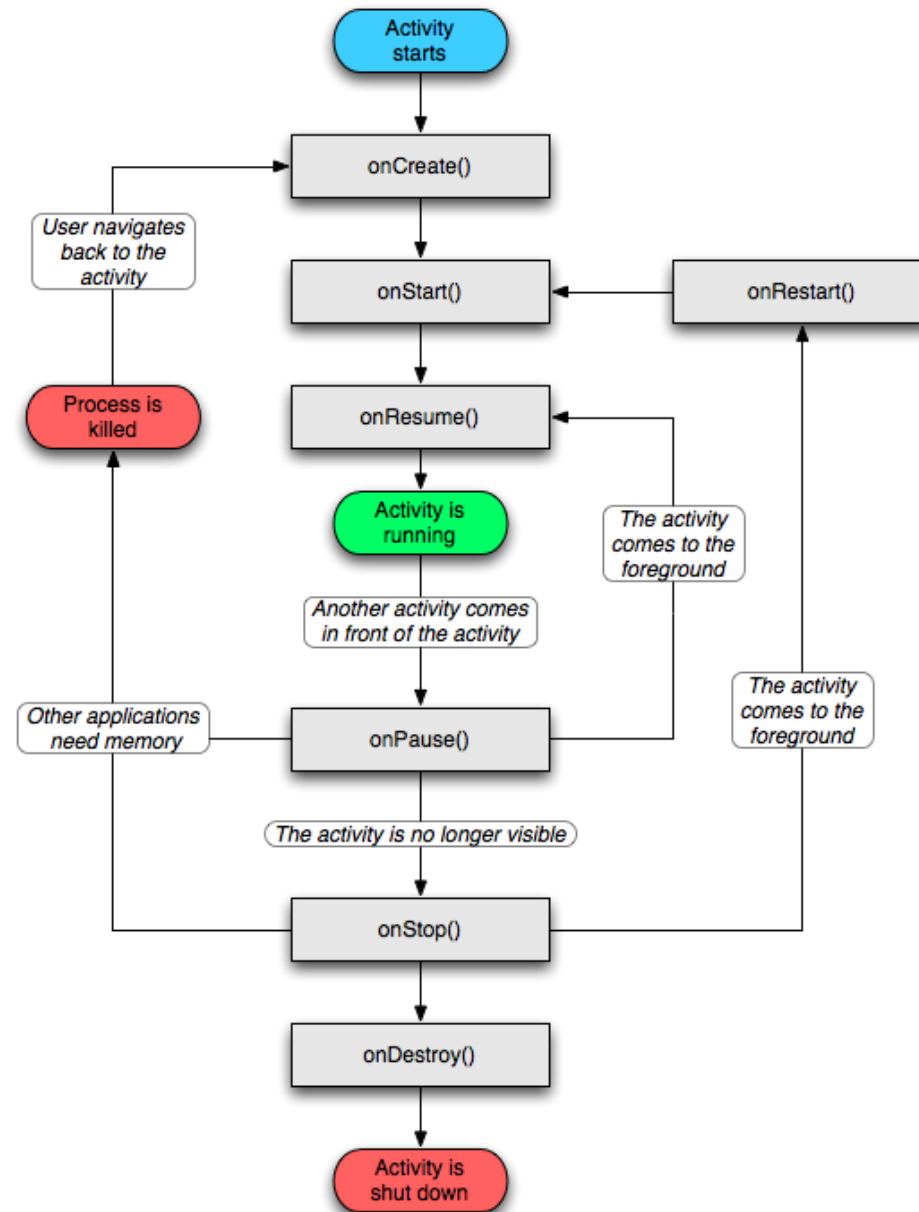 Activity
starts
onCreate()
User navigates
back to the
activity
onStart()
onRestart()
Process is
killed
onResume()
Activity is
running
The activity
comes to the
foreground
Another activity comes
in front of the activity
The activity
comes to the
foreground
Other applications
need memory
onPause()
The activity is no longer visible
onStop()
onDestroy()
Activity is
shut down